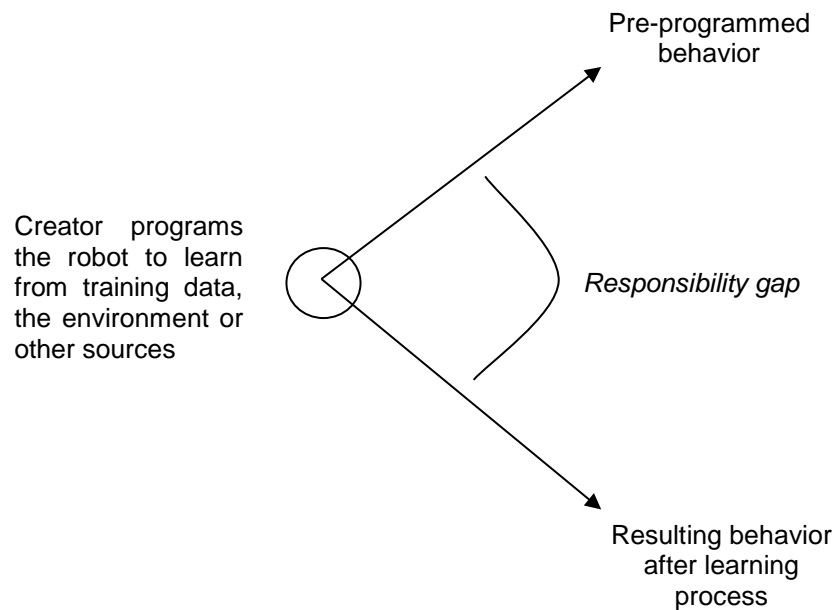 Pre-programmed
behavior
Creator programs
the robot to learn
from training data,
the environment or
other sources
Responsibility gap
Resulting behavior
after learning
process